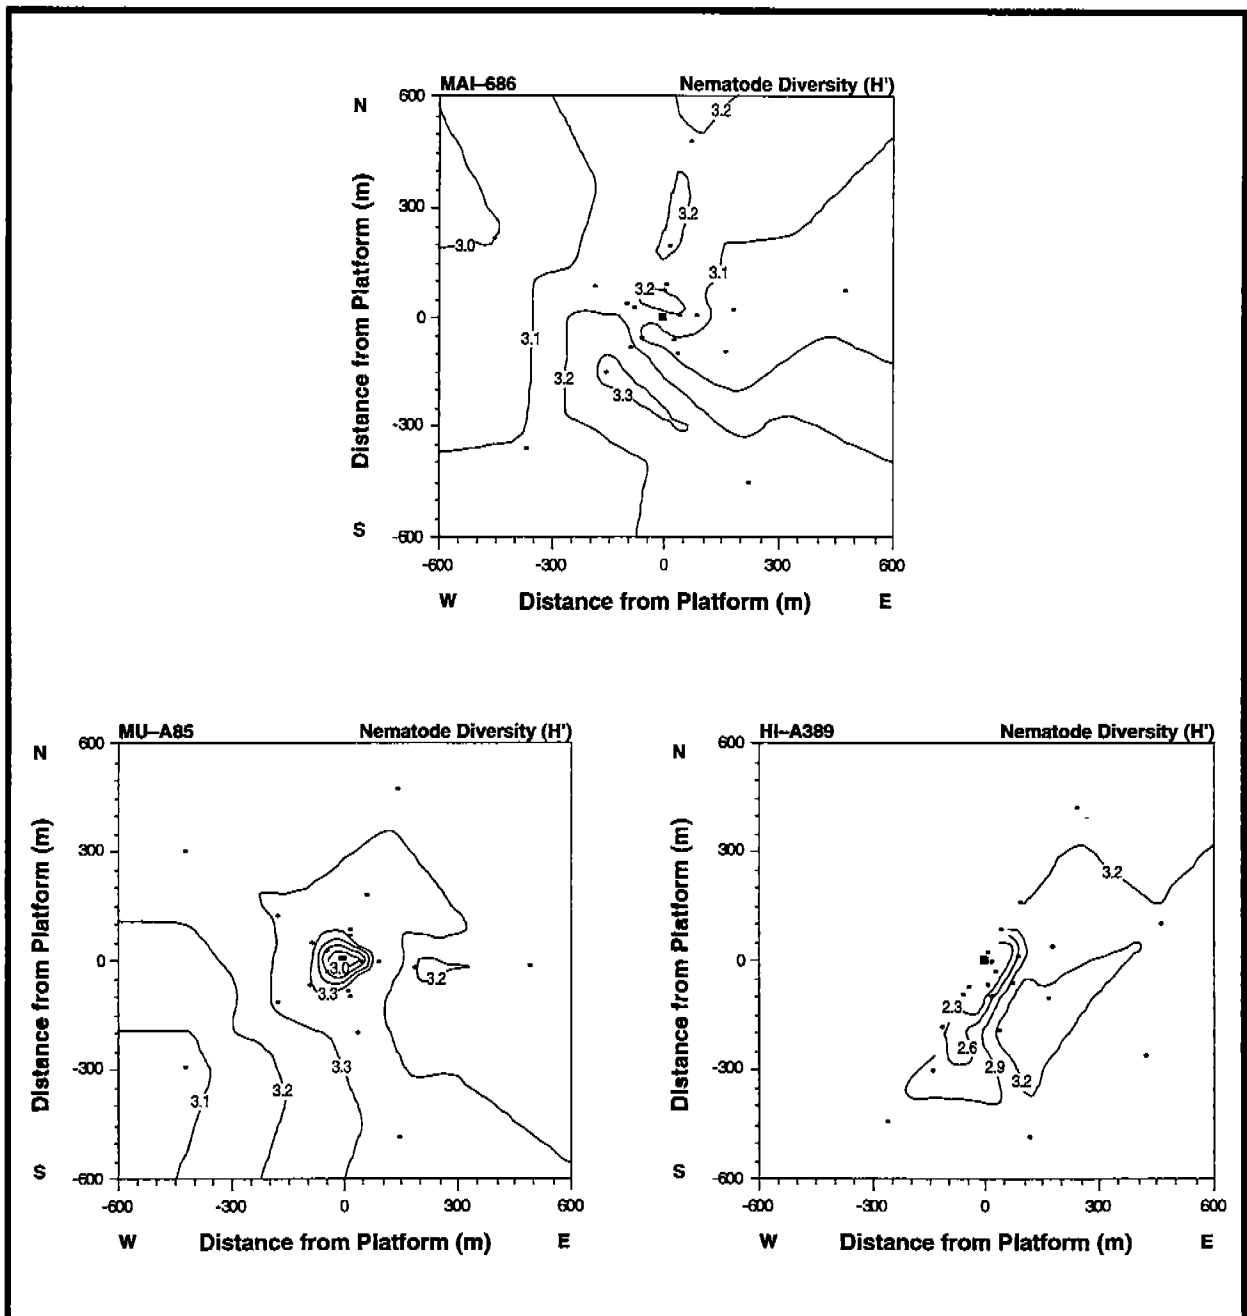 MAI–686 Nematode Diversity (H')
N
600
300
0
-300
-600
S
Distance from Platform (m)
3.2
3.2
3.0
3.1
3.2
3.1
3.2
3.3
-600 -300 0 300 600
W Distance from Platform (m) E
MU–A85 Nematode Diversity (H')
N
600
300
0
-300
-600
S
Distance from Platform (m)
3.0
3.2
3.3
3.3
3.2
3.1
-600 -300 0 300 600
W Distance from Platform (m) E
HI–A389 Nematode Diversity (H')
N
600
300
0
-300
-600
S
Distance from Platform (m)
3.2
2.3
2.6
2.9
3.2
-600 -300 0 300 600
W Distance from Platform (m) E